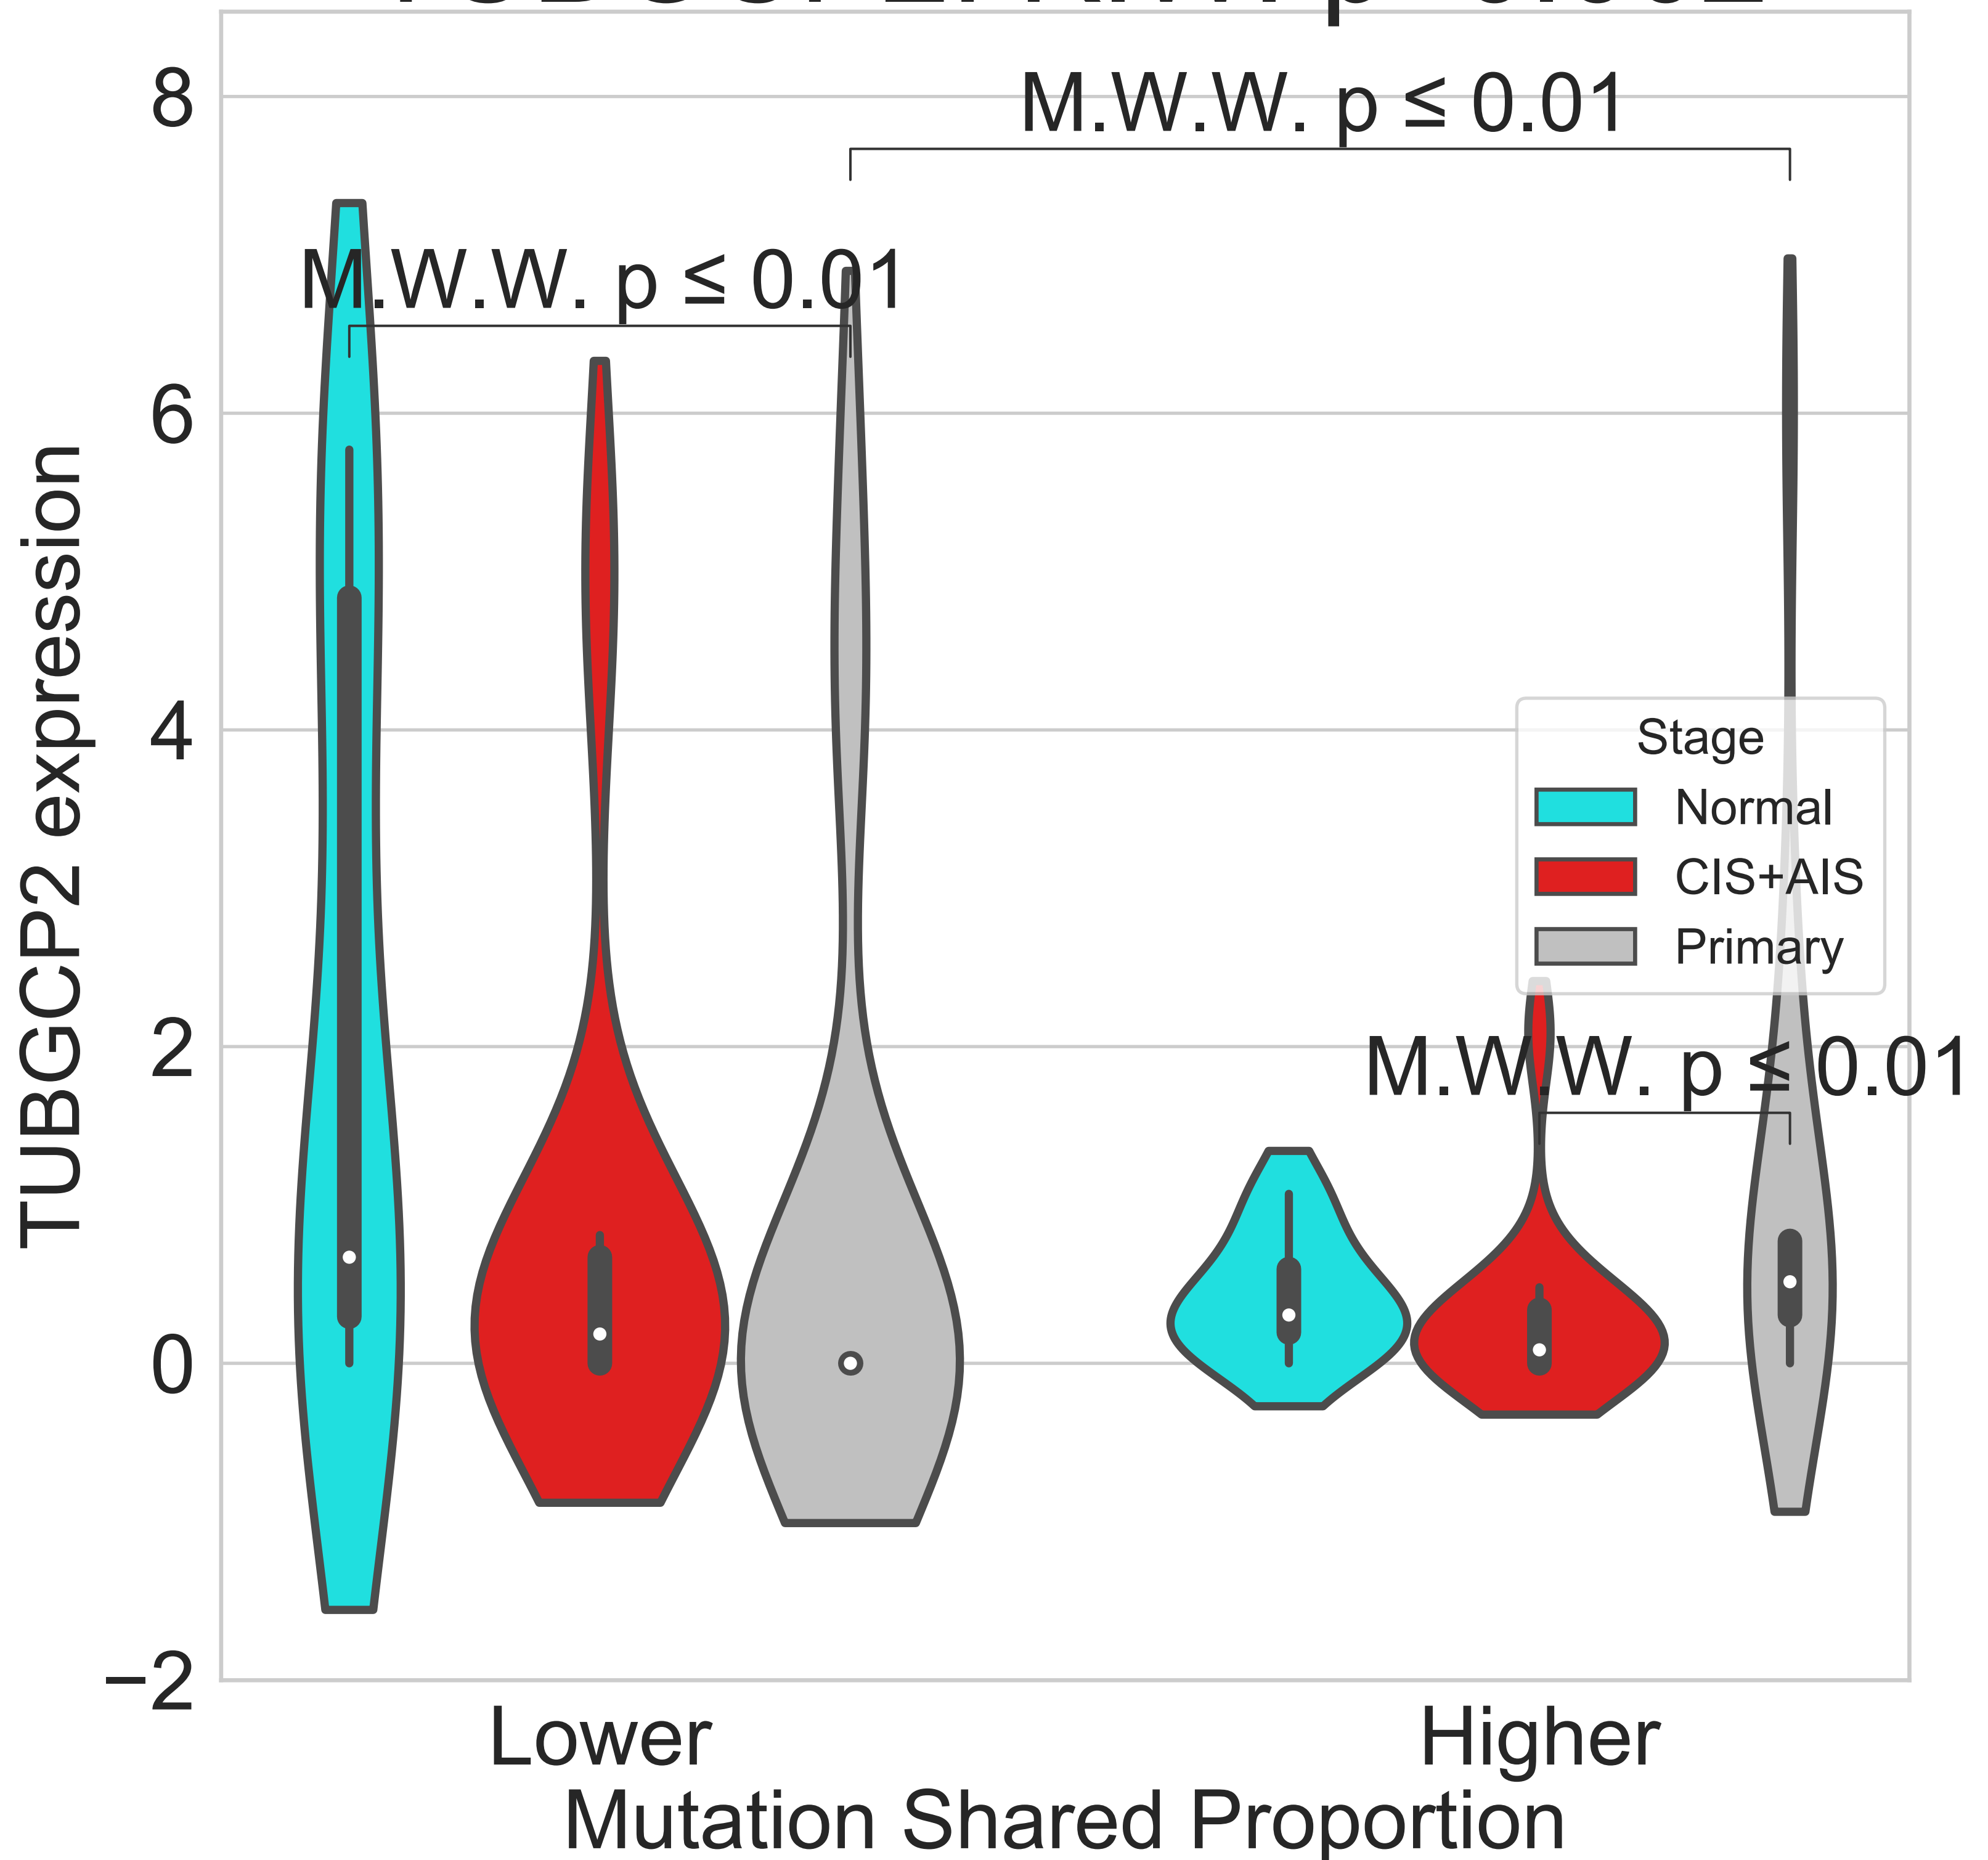 8
M.W.W. p ≤ 0.01
M.W.W. p ≤ 0.01
6
4
2
0
−2
TUBGCP2 expression
Stage
Normal
CIS+AIS
Primary
M.W.W. p ≤ 0.01
Lower
Higher
Mutation Shared Proportion